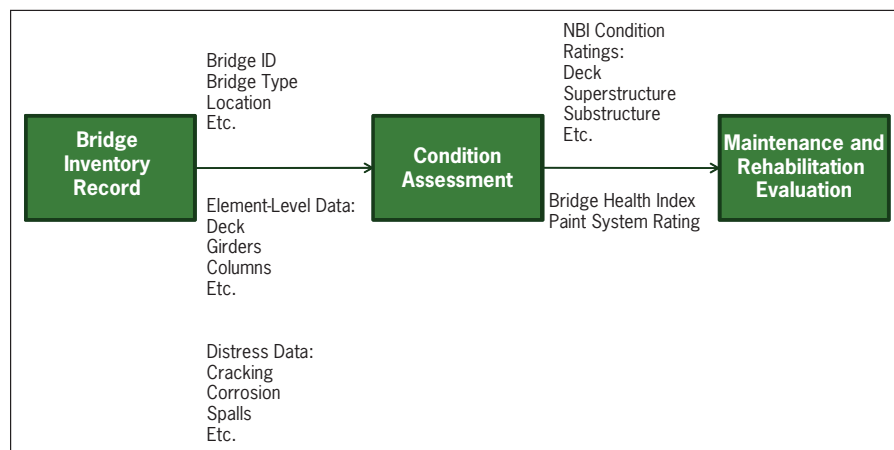 Bridge
Inventory
Record
Bridge ID
Bridge Type
Location
Etc.
Element-Level Data:
Deck
Girders
Columns
Etc.
Distress Data:
Cracking
Corrosion
Spalls
Etc.
Condition
Assessment
NBI Condition
Ratings:
Deck
Superstructure
Substructure
Etc.
Bridge Health Index
Paint System Rating
Maintenance and
Rehabilitation
Evaluation